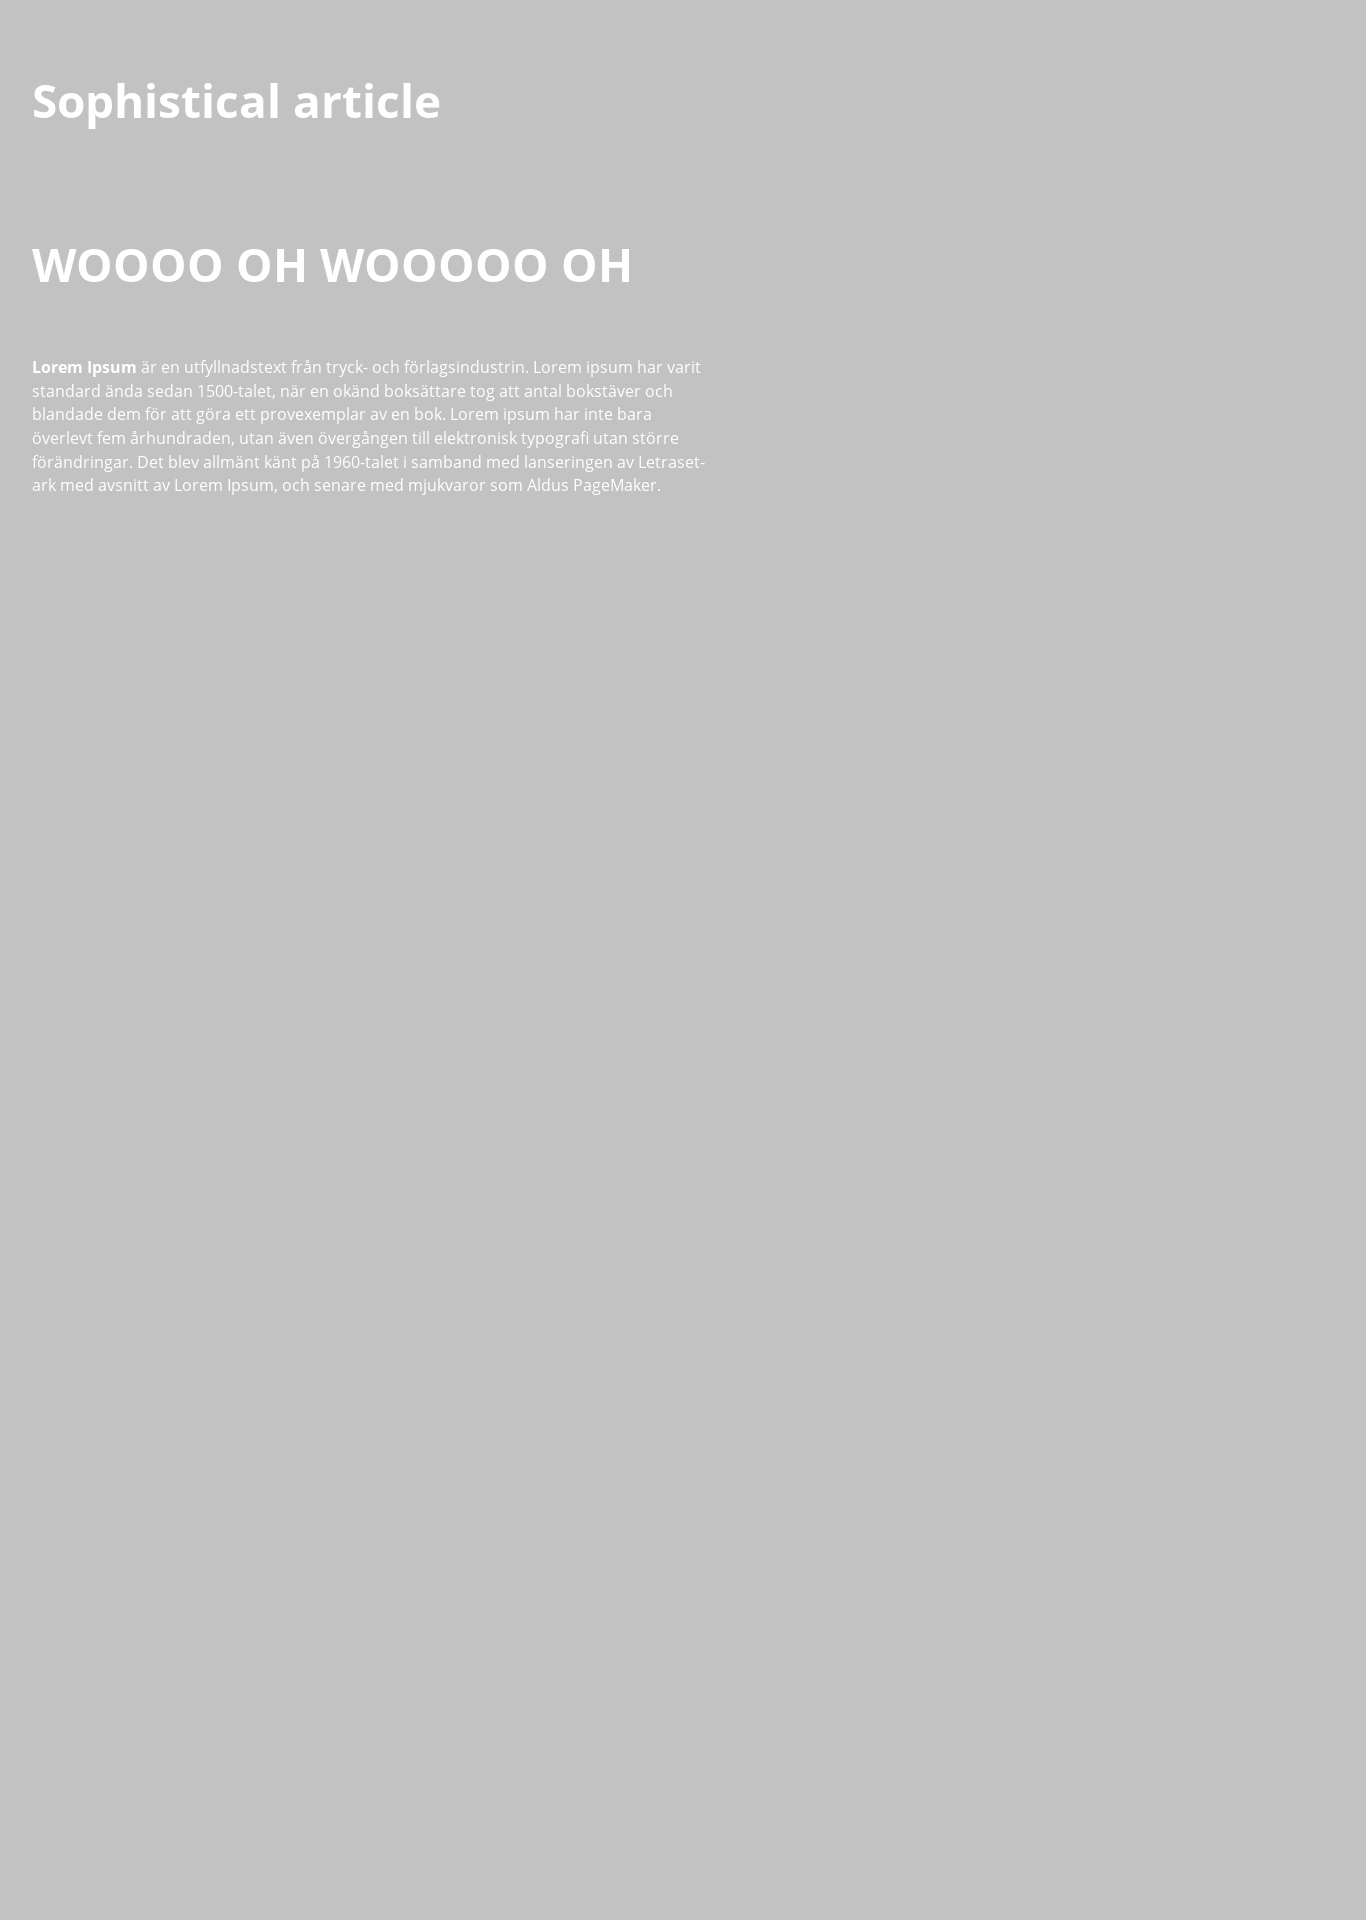 Sophistical article
WOOOO OH WOOOOO OH
Lorem Ipsum är en utfyllnadstext från tryck- och förlagsindustrin. Lorem ipsum har varit
standard ända sedan 1500-talet, när en okänd boksättare tog att antal bokstäver och
blandade dem för att göra ett provexemplar av en bok. Lorem ipsum har inte bara
överlevt fem århundraden, utan även övergången till elektronisk typografi utan större
förändringar. Det blev allmänt känt på 1960-talet i samband med lanseringen av Letraset-
ark med avsnitt av Lorem Ipsum, och senare med mjukvaror som Aldus PageMaker.